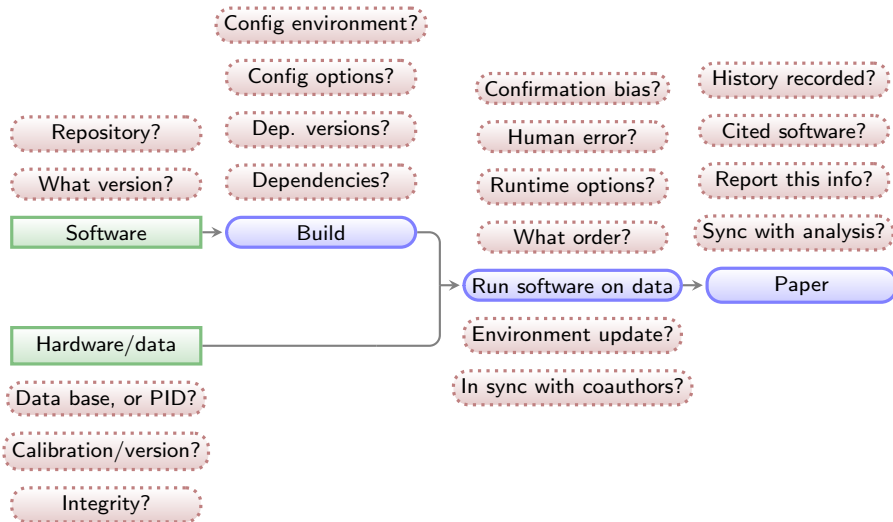 Config environment?
Config options?
Dep. versions?
Dependencies?
Repository?
What version?
Software
Build
Confirmation bias?
Human error?
Runtime options?
What order?
Run software on data
Environment update?
In sync with coauthors?
History recorded?
Cited software?
Report this info?
Sync with analysis?
Paper
Hardware/data
Data base, or PID?
Calibration/version?
Integrity?